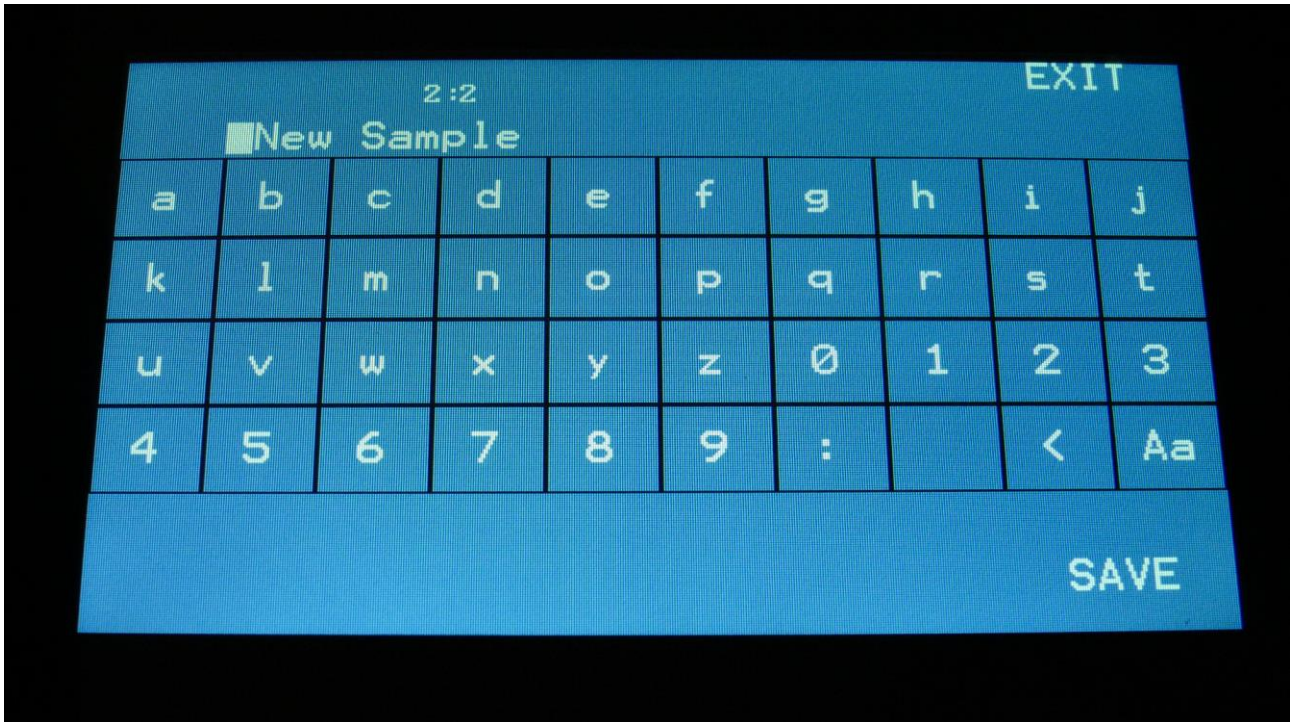 EXIT
2:2
New Sample
a b c d e f g h i j
k l m n o p q r s t
u v w x y z 0 1 2 3
4 5 6 7 8 9 : < Aa
SAVE